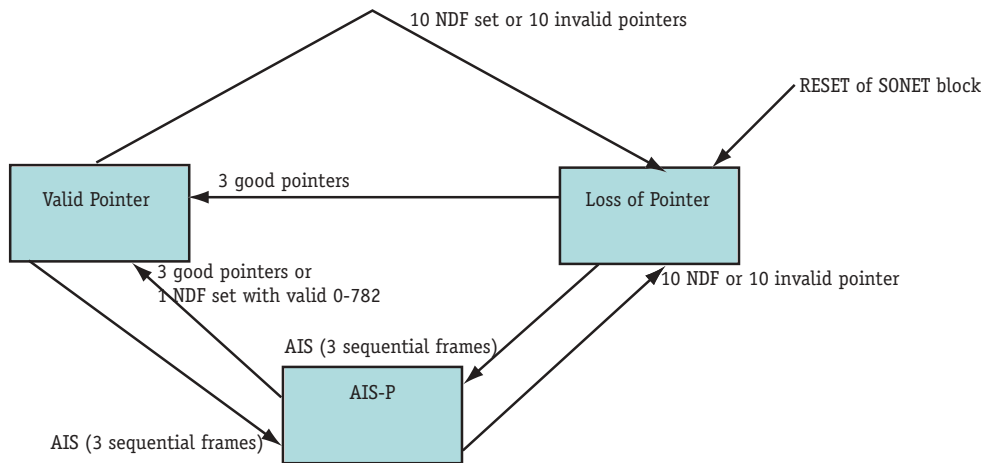 10 NDF set or 10 invalid pointers
RESET of SONET block
3 good pointers
Valid Pointer
Loss of Pointer
3 good pointers or
1 NDF set with valid 0-782
10 NDF or 10 invalid pointer
AIS (3 sequential frames)
AIS-P
AIS (3 sequential frames)